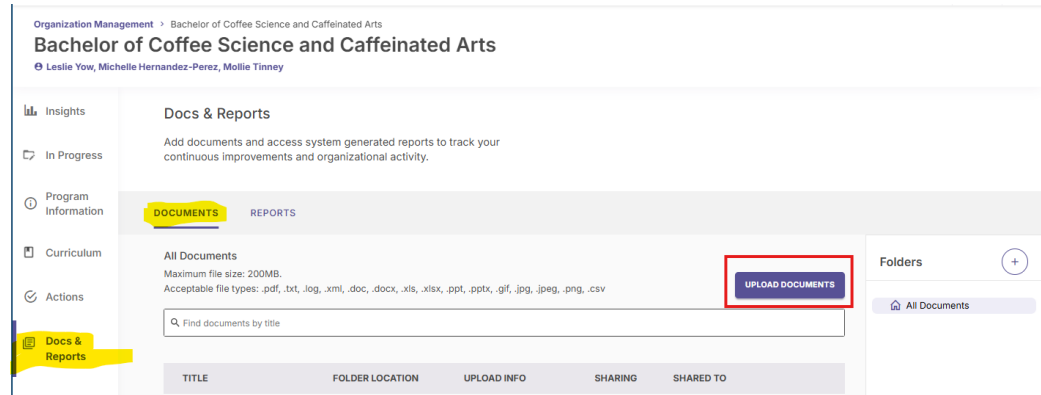 Organization Management > Bachelor of Coffee Science and Caffeinated Arts
Bachelor of Coffee Science and Caffeinated Arts
Leslie Yow, Michelle Hernandez-Perez, Mollie Tinney
Insights
In Progress
Program
Information
Curriculum
Actions
Docs &
Reports
Docs & Reports
Add documents and access system generated reports to track your
continuous improvements and organizational activity.
DOCUMENTS REPORTS
All Documents
Maximum file size: 200MB.
Acceptable file types: .pdf, .txt, .log, .xml, .doc, .docx, .xls, .xlsx, .ppt, .pptx, .gif, .jpg, .jpeg, .png, .csv
UPLOAD DOCUMENTS
Find documents by title
TITLE FOLDER LOCATION UPLOAD INFO SHARING SHARED TO
Folders +
All Documents